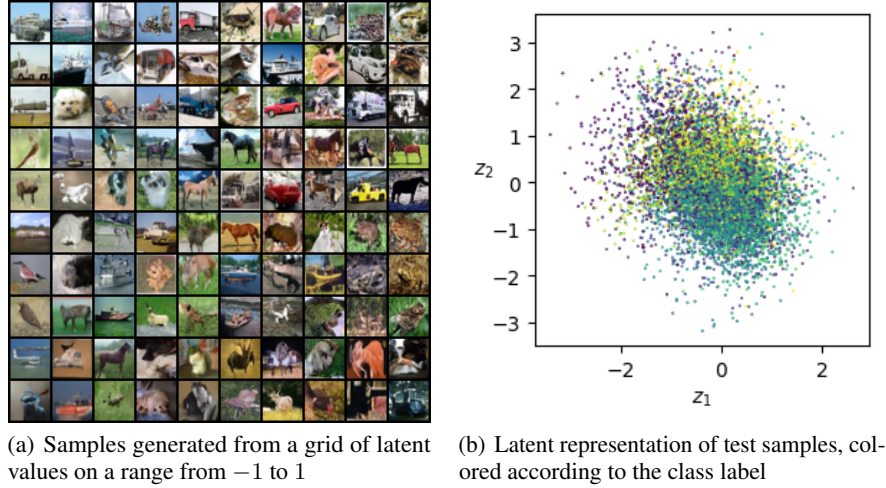 3
2
1
0
−1
−2
−3
z2
−2
0
2
z1
(a) Samples generated from a grid of latent
values on a range from −1 to 1
(b) Latent representation of test samples, col-
ored according to the class label